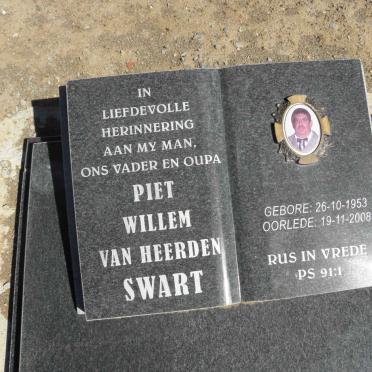 IN
LIEFDEVOLLE
HERINNERING
AAN MY MAN,
ONS VADER EN OUPA
PIET
WILLEM
VAN HEERDEN
SWART
GEBORE: 26-10-1953
OORLEDE: 19-11-2008
RUS IN VREDE
PS 91:1